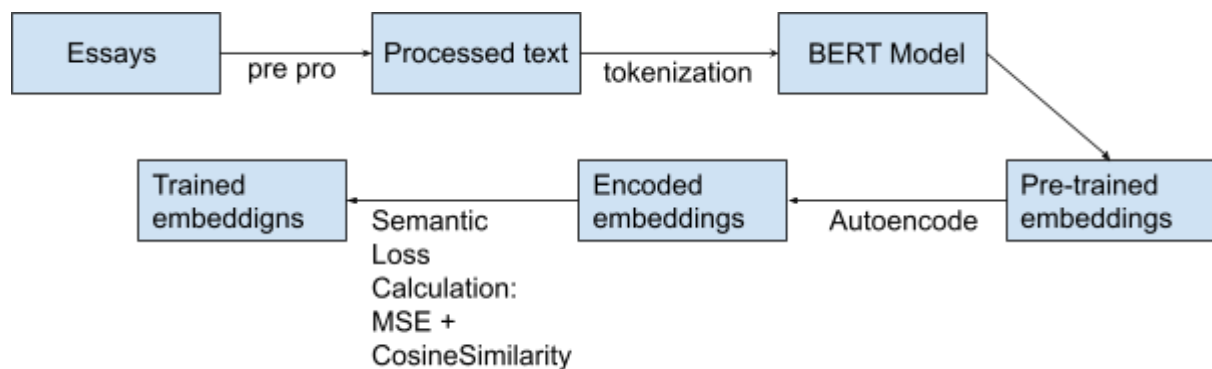 Essays
pre pro
Processed text
tokenization
BERT Model
Pre-trained
embeddings
Autoencode
Encoded
embeddings
Semantic
Loss
Calculation:
MSE +
CosineSimilarity
Trained
embeddigns